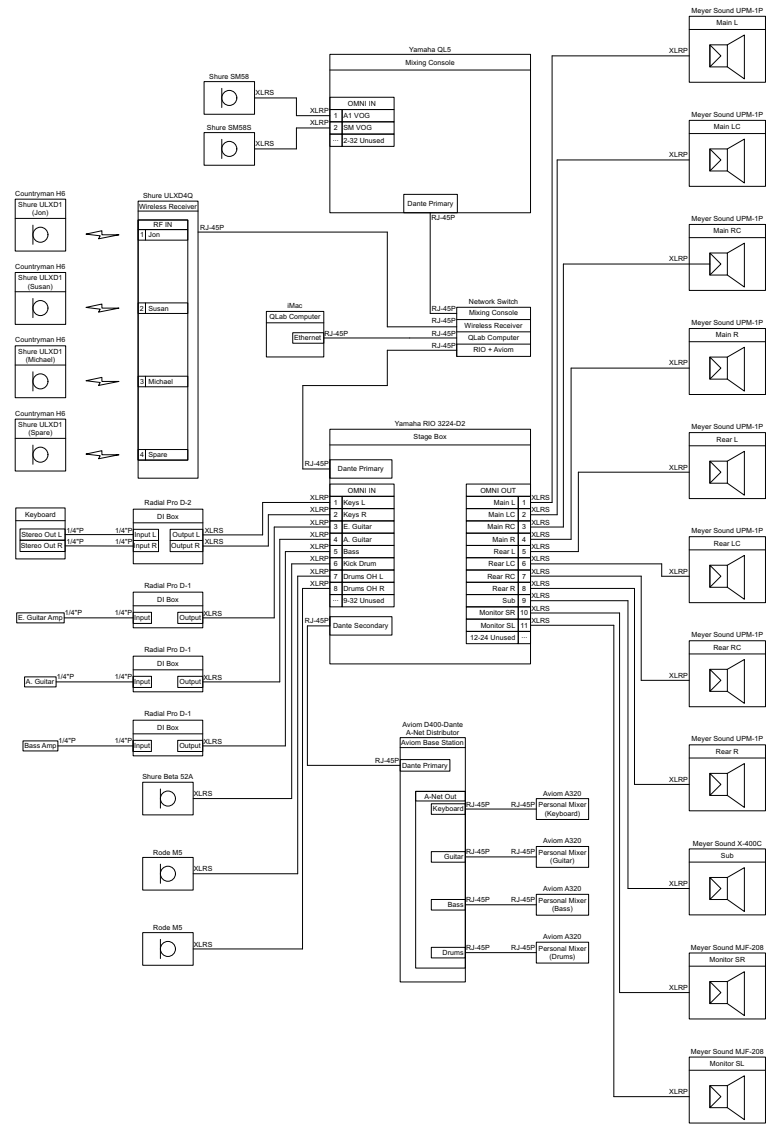 Yamaha QL5
Mixing Console
OMNI IN
1 A1 VOG
2 SM VOG
... 2-32 Unused
Dante Primary
RJ-45P
Shure SM58
XLRS
XLRP
Shure SM58S
XLRS
XLRP
Countryman H6
Shure ULXD1
(Jon)
Countryman H6
Shure ULXD1
(Susan)
Countryman H6
Shure ULXD1
(Michael)
Countryman H6
Shure ULXD1
(Spare)
Shure ULXD4Q
Wireless Receiver
RF IN
1 Jon
2 Susan
3 Michael
4 Spare
RJ-45P
iMac
QLab Computer
Ethernet
RJ-45P
Network Switch
RJ-45P Mixing Console
RJ-45P Wireless Receiver
RJ-45P QLab Computer
RJ-45P RIO + Aviom
Yamaha RIO 3224-D2
Stage Box
RJ-45P Dante Primary
OMNI IN
XLRP 1 Keys L
XLRP 2 Keys R
XLRP 3 E. Guitar
XLRP 4 A. Guitar
XLRP 5 Bass
XLRP 6 Kick Drum
XLRP 7 Drums OH L
XLRP 8 Drums OH R
... 9-32 Unused
RJ-45P Dante Secondary
OMNI OUT
Main L 1 XLRS
Main LC 2 XLRS
Main RC 3 XLRS
Main R 4 XLRS
Rear L 5 XLRS
Rear LC 6 XLRS
Rear RC 7 XLRS
Rear R 8 XLRS
Sub 9 XLRS
Monitor SR 10 XLRS
Monitor SL 11 XLRS
12-24 Unused ...
Keyboard
Stereo Out L 1/4"P
Stereo Out R 1/4"P
Radial Pro D-2
DI Box
1/4"P Input L Output L XLRS
1/4"P Input R Output R XLRS
Radial Pro D-1
DI Box
E. Guitar Amp 1/4"P 1/4"P Input Output XLRS
Radial Pro D-1
DI Box
A. Guitar 1/4"P 1/4"P Input Output XLRS
Radial Pro D-1
DI Box
Bass Amp 1/4"P 1/4"P Input Output XLRS
Shure Beta 52A
XLRS
Rode M5
XLRS
Rode M5
XLRS
Aviom D400-Dante
A-Net Distributor
Aviom Base Station
RJ-45P Dante Primary
A-Net Out
Keyboard RJ-45P
Guitar RJ-45P
Bass RJ-45P
Drums RJ-45P
Aviom A320
RJ-45P Personal Mixer
(Keyboard)
Aviom A320
RJ-45P Personal Mixer
(Guitar)
Aviom A320
RJ-45P Personal Mixer
(Bass)
Aviom A320
RJ-45P Personal Mixer
(Drums)
Meyer Sound UPM-1P
Main L
XLRP
Meyer Sound UPM-1P
Main LC
XLRP
Meyer Sound UPM-1P
Main RC
XLRP
Meyer Sound UPM-1P
Main R
XLRP
Meyer Sound UPM-1P
Rear L
XLRP
Meyer Sound UPM-1P
Rear LC
XLRP
Meyer Sound UPM-1P
Rear RC
XLRP
Meyer Sound UPM-1P
Rear R
XLRP
Meyer Sound X-400C
Sub
XLRP
Meyer Sound MJF-208
Monitor SR
XLRP
Meyer Sound MJF-208
Monitor SL
XLRP